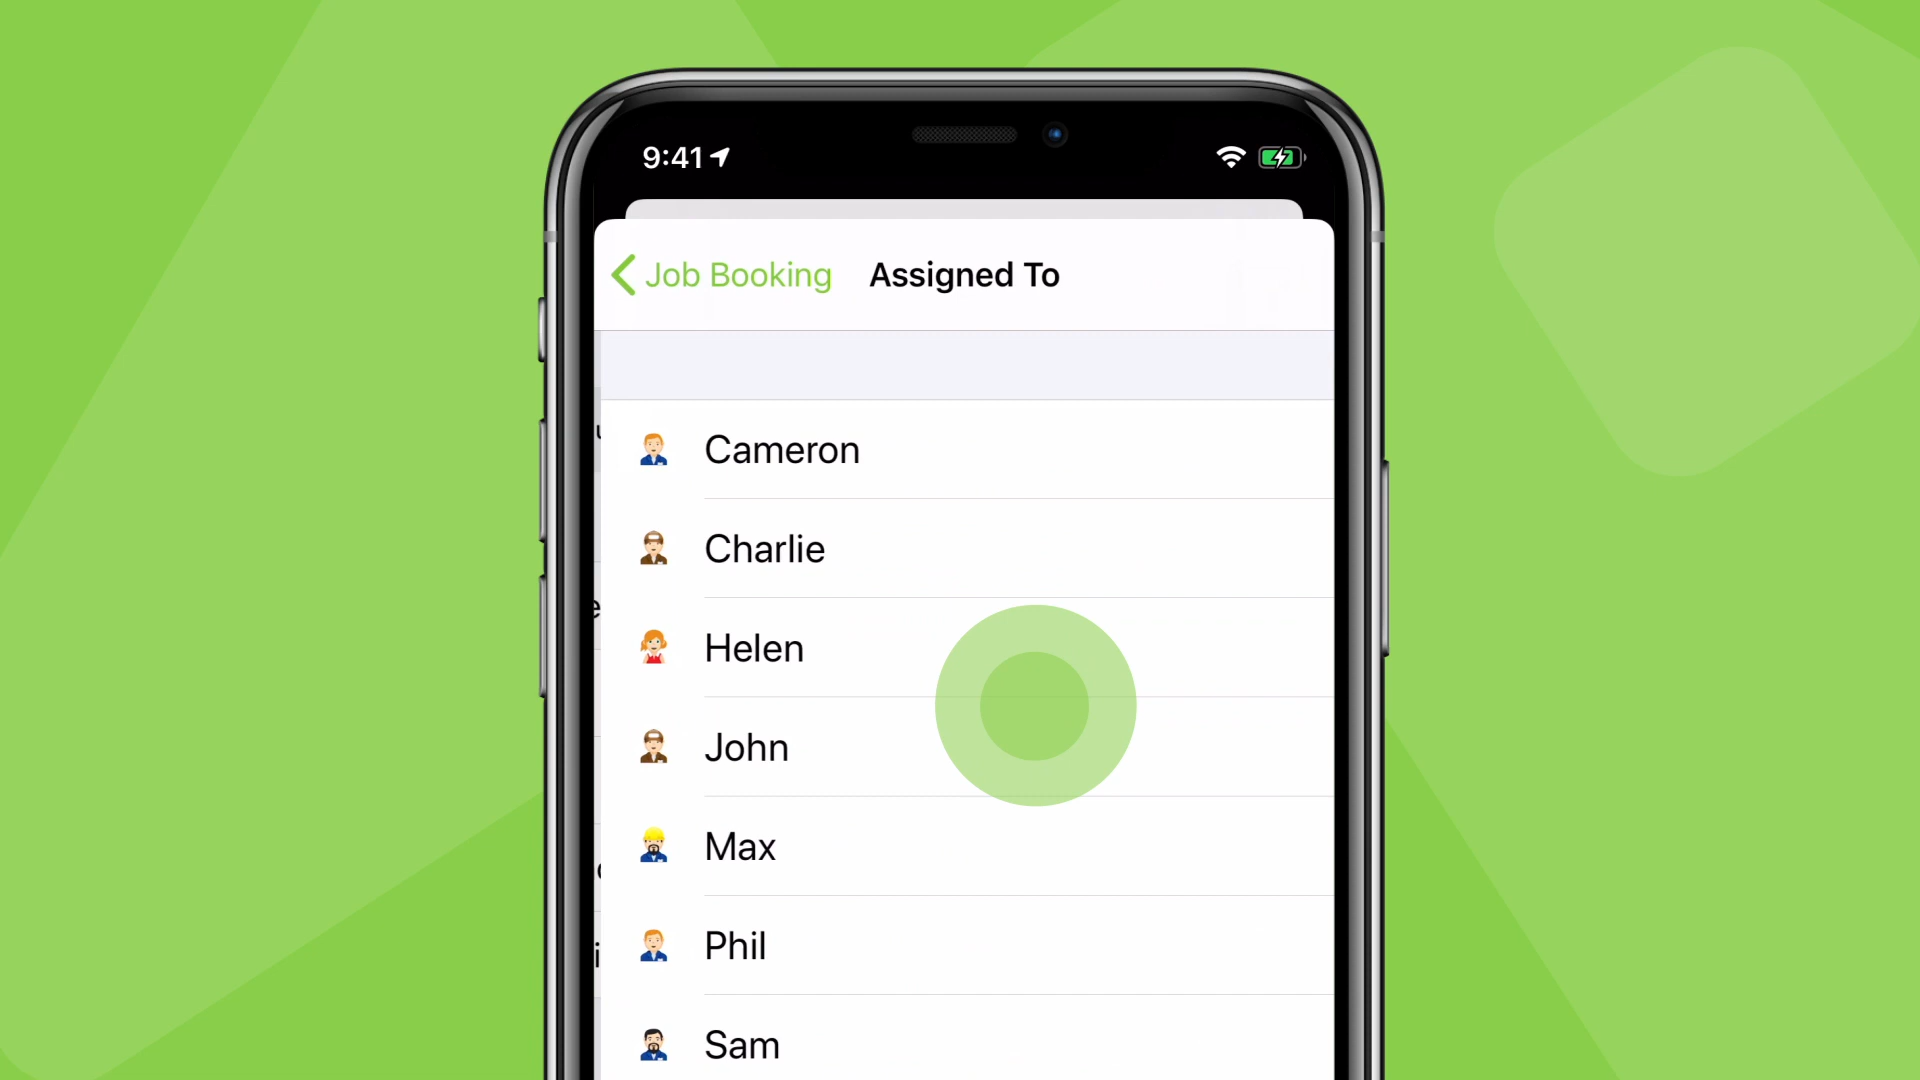 9:41
Job Booking
Assigned To
Cameron
Charlie
Helen
John
Max
Phil
Sam